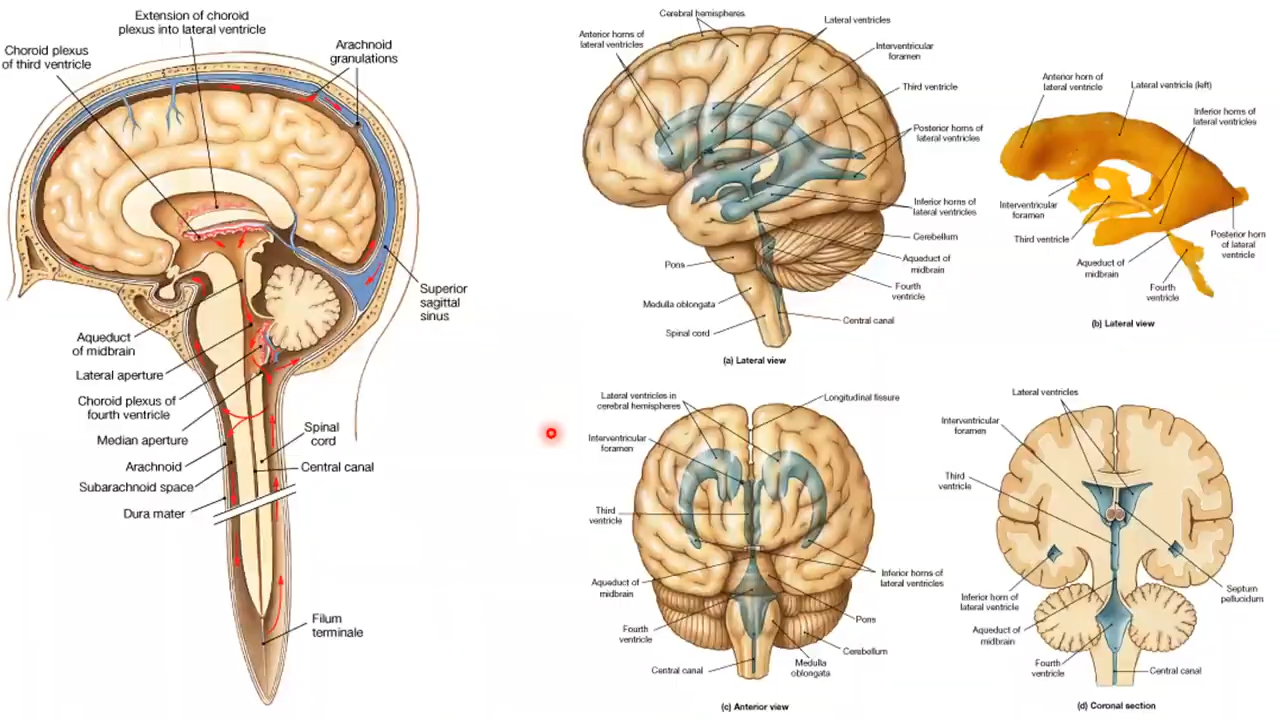 Extension of choroid
plexus into lateral ventricle
Choroid plexus
of third ventricle
Arachnoid
granulations
Superior
sagittal
sinus
Aqueduct
of midbrain
Lateral aperture
Choroid plexus of
fourth ventricle
Median aperture
Arachnoid
Subarachnoid space
Dura mater
Spinal
cord
Central canal
Filum
terminale
Cerebral hemispheres
Lateral ventricles
Anterior horns of
lateral ventricles
Interventricular
foramen
Third ventricle
Posterior horns of
lateral ventricles
Inferior horns of
lateral ventricles
Cerebellum
Pons
Aqueduct of
midbrain
Fourth
ventricle
Medulla oblongata
Spinal cord
Central canal
(a) Lateral view
Anterior horn of
lateral ventricle
Lateral ventricle (left)
Inferior horns of
lateral ventricles
Interventricular
foramen
Third ventricle
Posterior horn
of lateral
ventricle
Aqueduct of
midbrain
Fourth
ventricle
(b) Lateral view
Lateral ventricles in
cerebral hemispheres
Longitudinal fissure
Interventricular
foramen
Third
ventricle
Inferior horns of
lateral ventricles
Aqueduct of
midbrain
Pons
Fourth
ventricle
Cerebellum
Central canal
Medulla
oblongata
(c) Anterior view
Lateral ventricles
Interventricular
foramen
Third
ventricle
Septum
pellucidum
Inferior horn of
lateral ventricle
Aqueduct of
midbrain
Fourth
ventricle
Central canal
(d) Coronal section